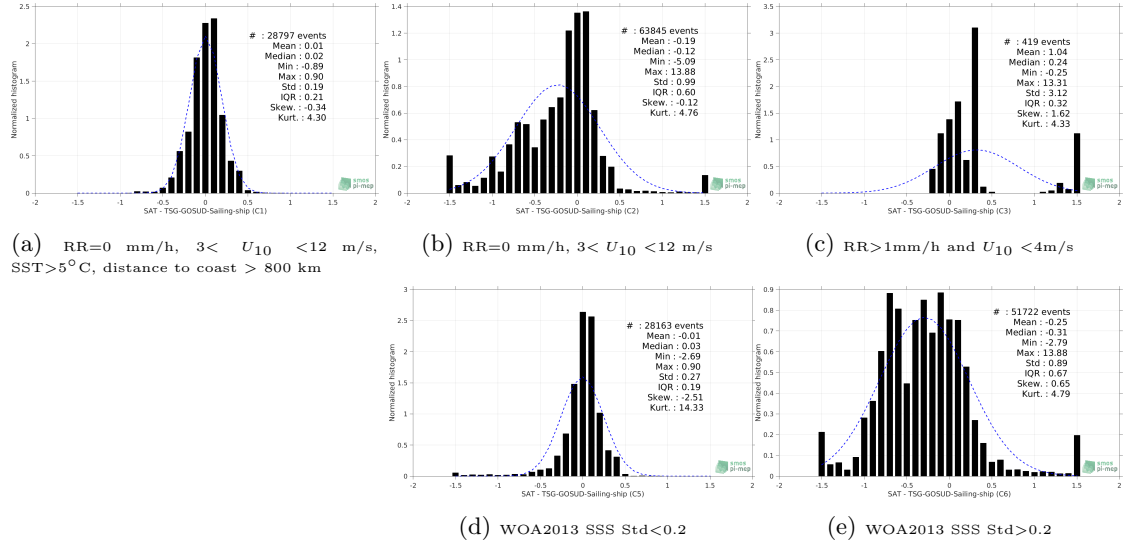 2.5
2
1.5
1
0.5
0
Normalized histogram
# : 28797 events
Mean : 0.01
Median : 0.02
Min : -0.89
Max : 0.90
Std : 0.19
IQR : 0.21
Skew. : -0.34
Kurt. : 4.30
smos
pi-mep
-2 -1.5 -1 -0.5 0 0.5 1 1.5 2
SAT - TSG-GOSUD-Sailing-ship (C1)
(a) RR=0 mm/h, 3< U10 <12 m/s,
SST>5°C, distance to coast > 800 km
1.4
1.2
1
0.8
0.6
0.4
0.2
0
Normalized histogram
# : 63845 events
Mean : -0.19
Median : -0.12
Min : -5.09
Max : 13.88
Std : 0.99
IQR : 0.60
Skew. : -0.12
Kurt. : 4.76
smos
pi-mep
-2 -1.5 -1 -0.5 0 0.5 1 1.5 2
SAT - TSG-GOSUD-Sailing-ship (C2)
(b) RR=0 mm/h, 3< U10 <12 m/s
3.5
3
2.5
2
1.5
1
0.5
0
Normalized histogram
# : 419 events
Mean : 1.04
Median : 0.24
Min : -0.25
Max : 13.31
Std : 3.12
IQR : 0.32
Skew. : 1.62
Kurt. : 4.33
smos
pi-mep
-2 -1.5 -1 -0.5 0 0.5 1 1.5 2
SAT - TSG-GOSUD-Sailing-ship (C3)
(c) RR>1mm/h and U10 <4m/s
3
2.5
2
1.5
1
0.5
0
Normalized histogram
# : 28163 events
Mean : -0.01
Median : 0.03
Min : -2.69
Max : 0.90
Std : 0.27
IQR : 0.19
Skew. : -2.51
Kurt. : 14.33
smos
pi-mep
-2 -1.5 -1 -0.5 0 0.5 1 1.5 2
SAT - TSG-GOSUD-Sailing-ship (C5)
(d) WOA2013 SSS Std<0.2
0.9
0.8
0.7
0.6
0.5
0.4
0.3
0.2
0.1
0
Normalized histogram
# : 51722 events
Mean : -0.25
Median : -0.31
Min : -2.79
Max : 13.88
Std : 0.89
IQR : 0.67
Skew. : 0.65
Kurt. : 4.79
smos
pi-mep
-2 -1.5 -1 -0.5 0 0.5 1 1.5 2
SAT - TSG-GOSUD-Sailing-ship (C6)
(e) WOA2013 SSS Std>0.2